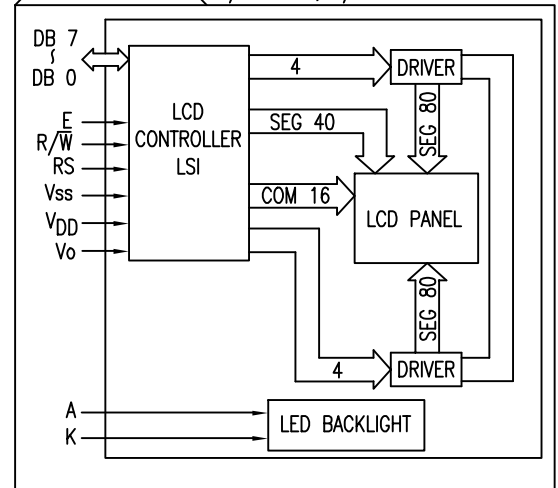 DB 7
∫
DB 0
E
R/W̅
RS
Vss
VDD
Vo
A
K
LCD
CONTROLLER
LSI
4
SEG 40
COM 16
4
DRIVER
SEG 80
LCD PANEL
SEG 80
DRIVER
LED BACKLIGHT